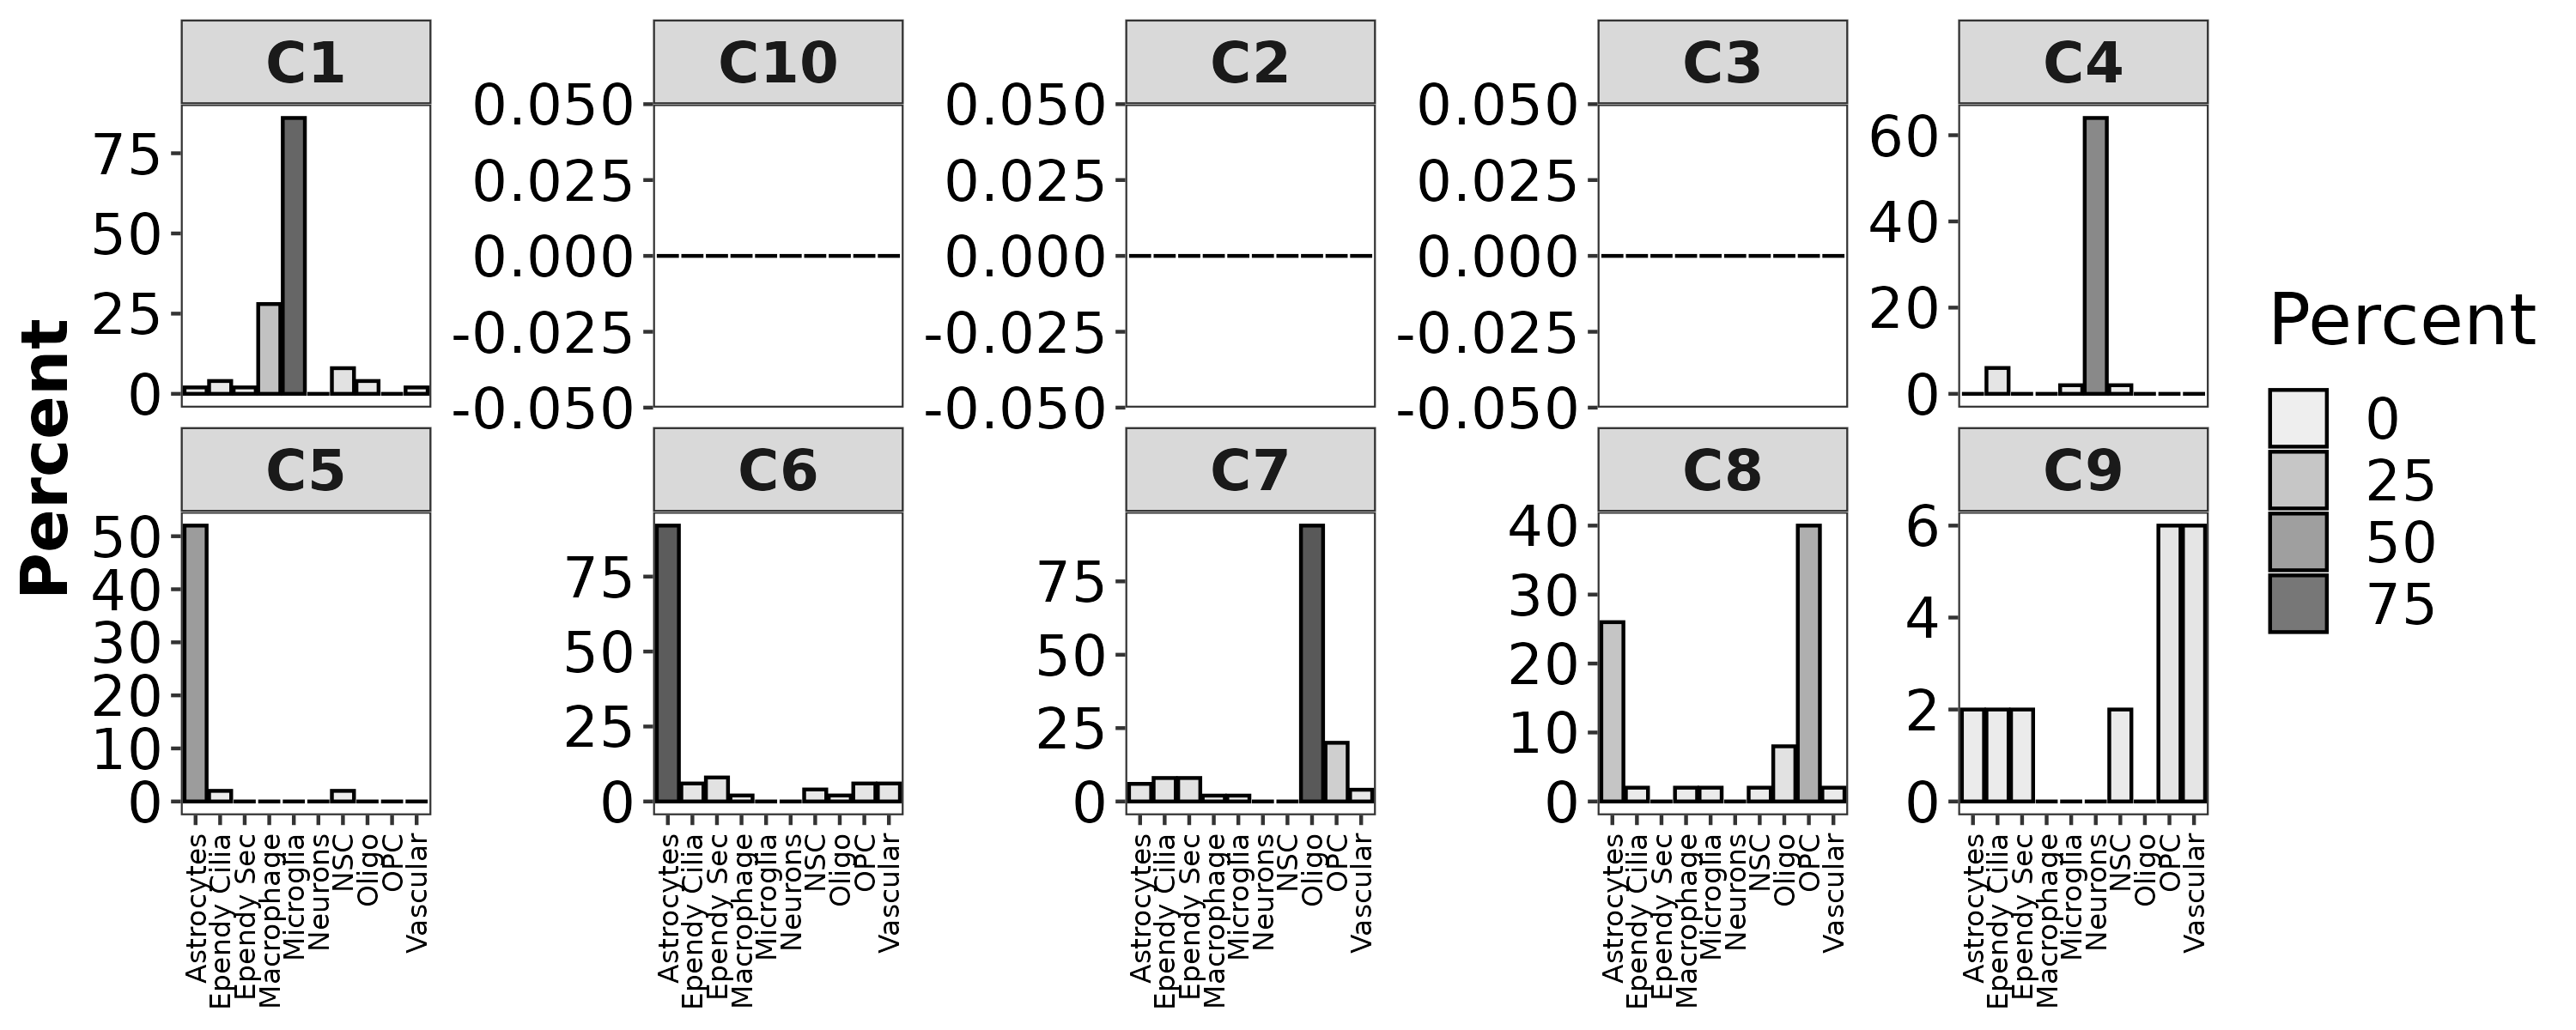 C1
C10
C2
C3
C4
75
50
25
0
0.050
0.025
0.000
-0.025
-0.050
0.050
0.025
0.000
-0.025
-0.050
0.050
0.025
0.000
-0.025
-0.050
60
40
20
0
Percent
C5
C6
C7
C8
C9
50
40
30
20
10
0
75
50
25
0
75
50
25
0
40
30
20
10
0
6
4
2
0
Astrocytes
Ependy Cilia
Ependy Sec
Macrophage
Microglia
Neurons
NSC
Oligo
OPC
Vascular
Astrocytes
Ependy Cilia
Ependy Sec
Macrophage
Microglia
Neurons
NSC
Oligo
OPC
Vascular
Astrocytes
Ependy Cilia
Ependy Sec
Macrophage
Microglia
Neurons
NSC
Oligo
OPC
Vascular
Astrocytes
Ependy Cilia
Ependy Sec
Macrophage
Microglia
Neurons
NSC
Oligo
OPC
Vascular
Astrocytes
Ependy Cilia
Ependy Sec
Macrophage
Microglia
Neurons
NSC
Oligo
OPC
Vascular
Percent
0
25
50
75